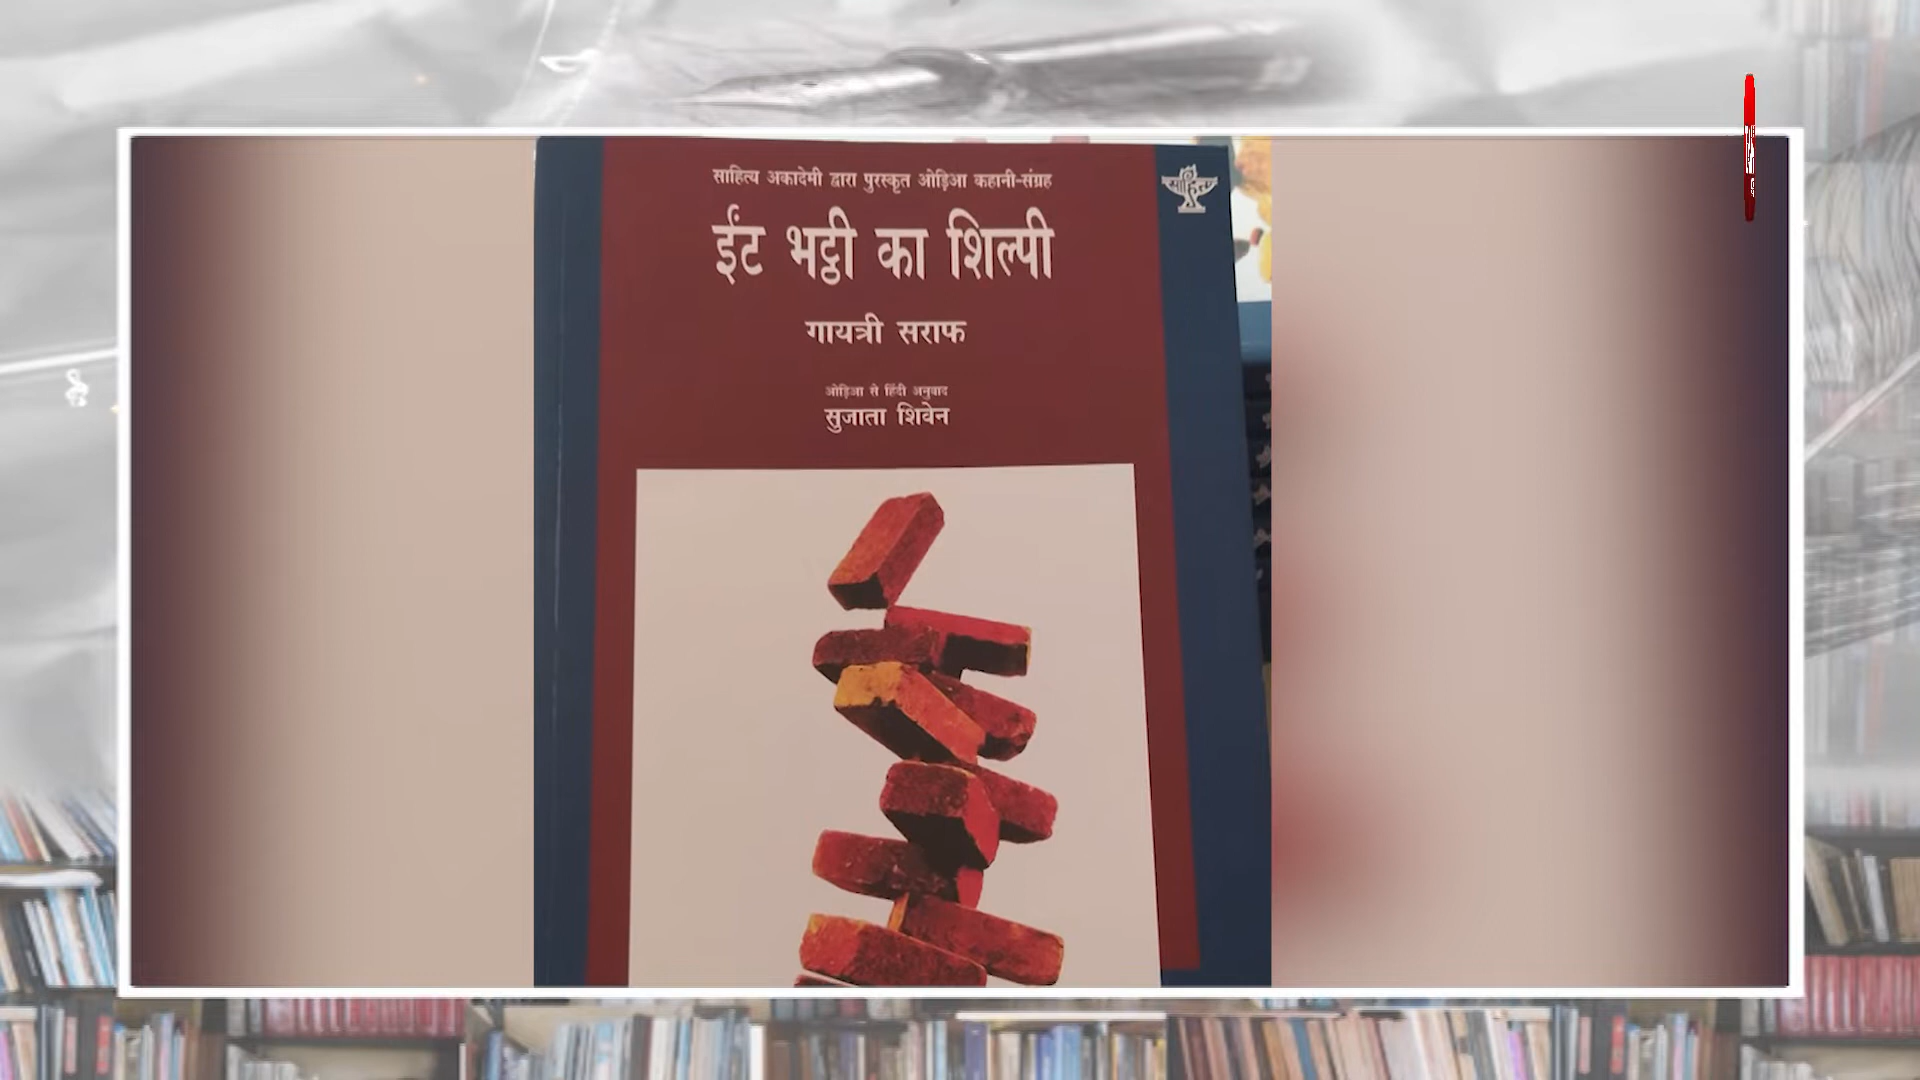 साहित्य अकादेमी द्वारा पुरस्कृत ओड़िआ कहानी-संग्रह
ईंट भट्ठी का शिल्पी
गायत्री सराफ
ओड़िआ से हिंदी अनुवाद
सुजाता शिवेन